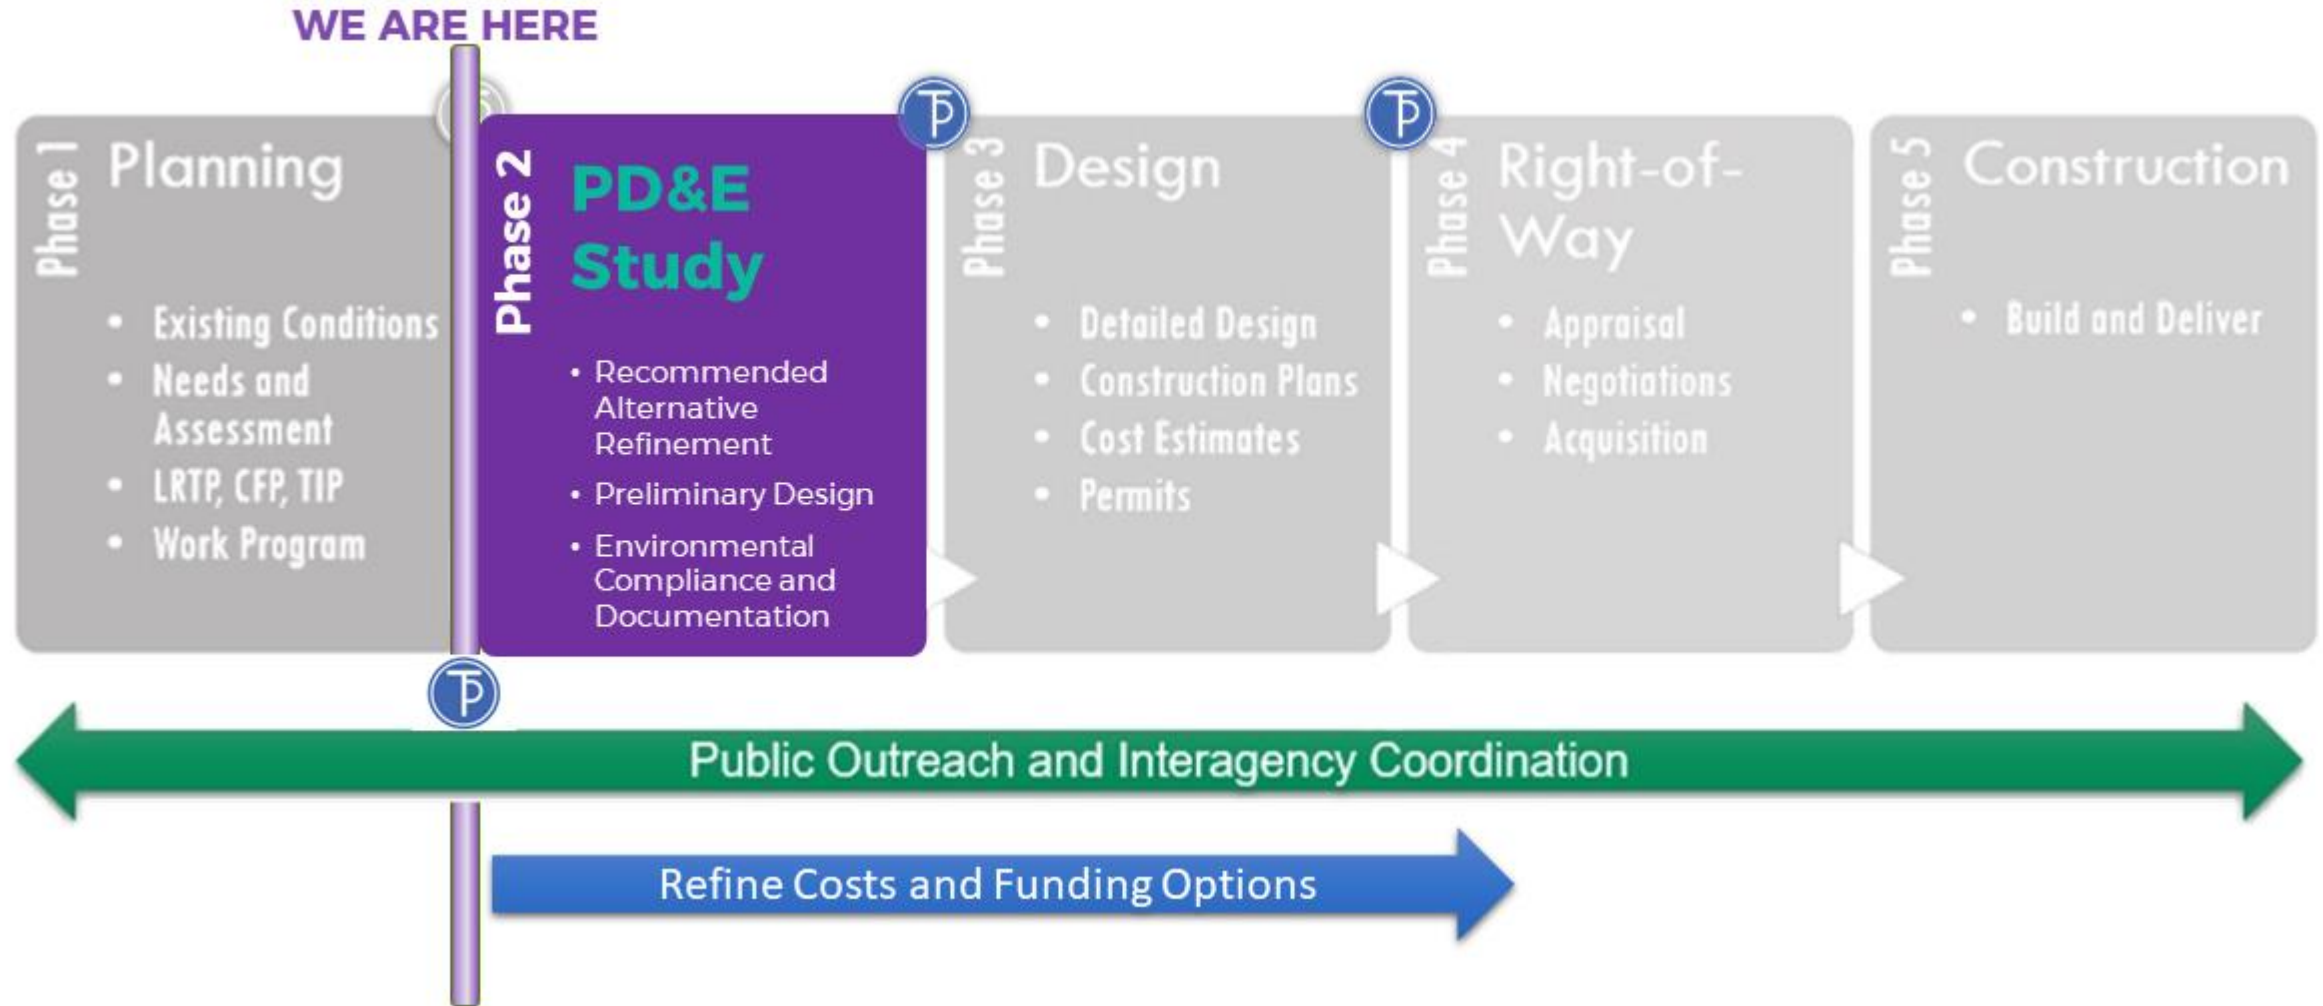 WE ARE HERE
Phase 1
Planning
• Existing Conditions
• Needs and
Assessment
• LRTP, CFP, TIP
• Work Program
Phase 2
PD&E
Study
• Recommended
Alternative
Refinement
• Preliminary Design
• Environmental
Compliance and
Documentation
TP
Phase 3
Design
• Detailed Design
• Construction Plans
• Cost Estimates
• Permits
TP
Phase 4
Right-of-
Way
• Appraisal
• Negotiations
• Acquisition
Phase 5
Construction
• Build and Deliver
TP
Public Outreach and Interagency Coordination
Refine Costs and Funding Options